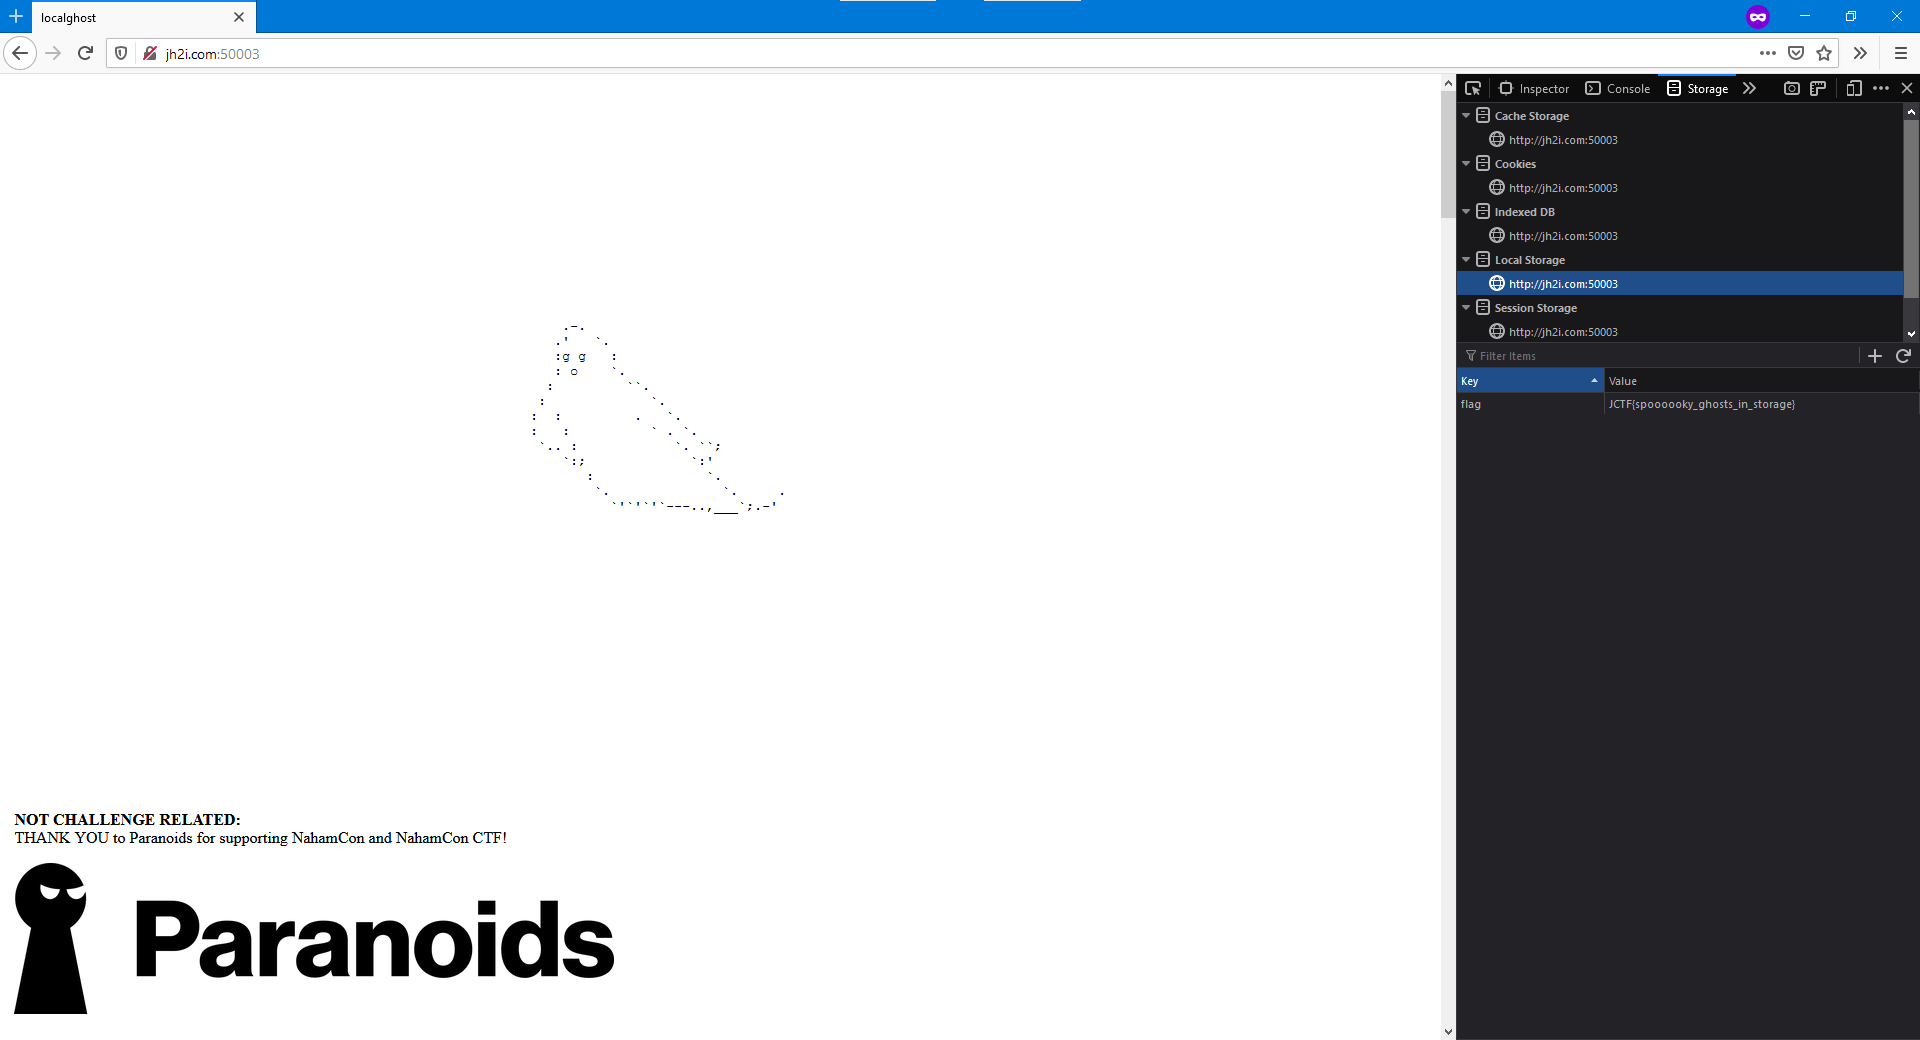 localghost
jh2i.com:50003
Inspector
Console
Storage
Cache Storage
http://jh2i.com:50003
Cookies
http://jh2i.com:50003
Indexed DB
http://jh2i.com:50003
Local Storage
http://jh2i.com:50003
Session Storage
http://jh2i.com:50003
Filter Items
Key Value
flag JCTF{spoooooky_ghosts_in_storage}
g g
o
NOT CHALLENGE RELATED:
THANK YOU to Paranoids for supporting NahamCon and NahamCon CTF!
Paranoids